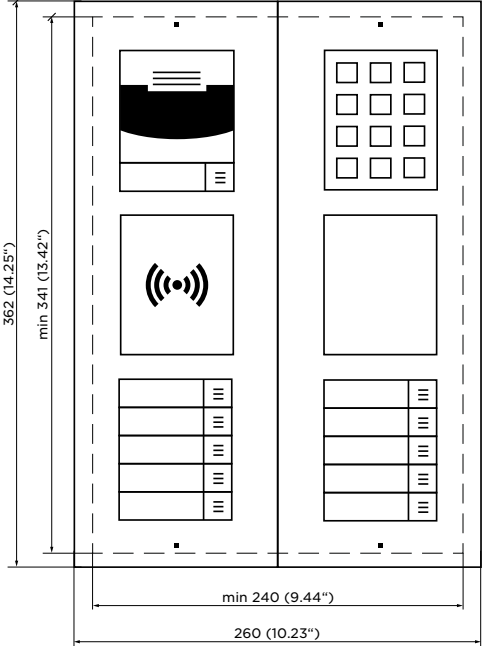 362 (14.25“)
min 341 (13.42“)
min 240 (9.44“)
260 (10.23“)